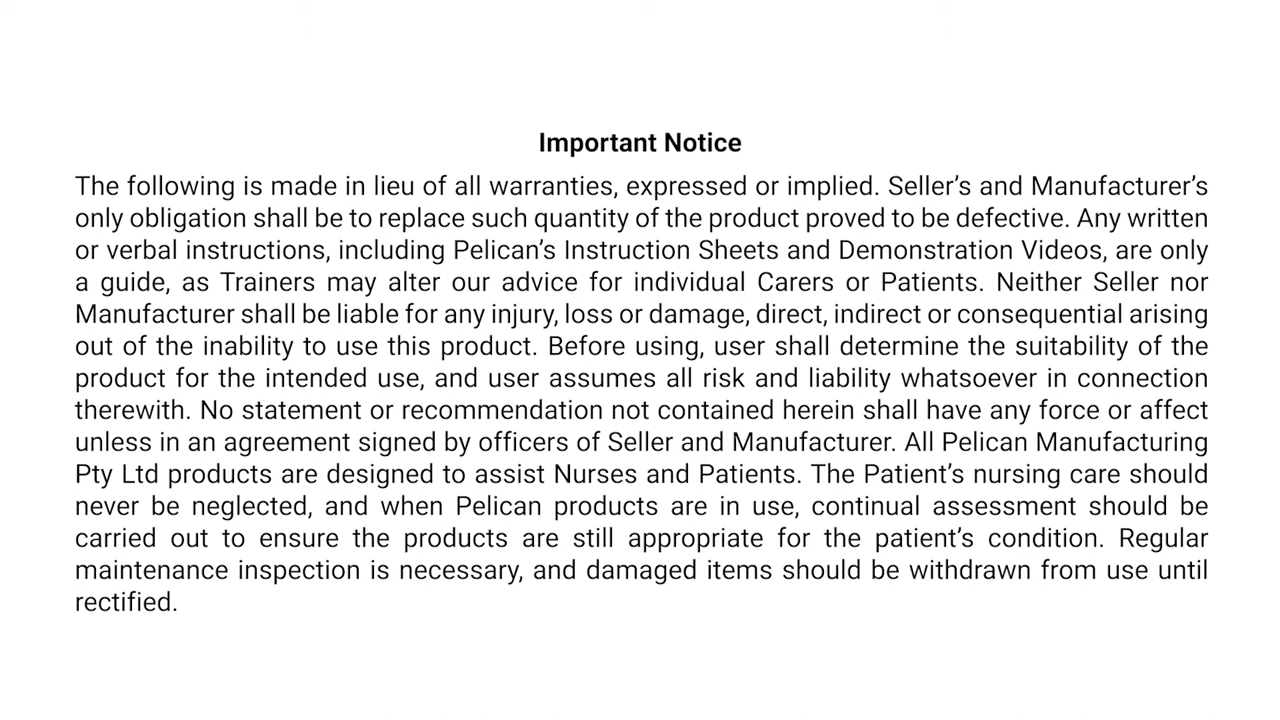 Important Notice
The following is made in lieu of all warranties, expressed or implied. Seller’s and Manufacturer’s
only obligation shall be to replace such quantity of the product proved to be defective. Any written
or verbal instructions, including Pelican’s Instruction Sheets and Demonstration Videos, are only
a guide, as Trainers may alter our advice for individual Carers or Patients. Neither Seller nor
Manufacturer shall be liable for any injury, loss or damage, direct, indirect or consequential arising
out of the inability to use this product. Before using, user shall determine the suitability of the
product for the intended use, and user assumes all risk and liability whatsoever in connection
therewith. No statement or recommendation not contained herein shall have any force or affect
unless in an agreement signed by officers of Seller and Manufacturer. All Pelican Manufacturing
Pty Ltd products are designed to assist Nurses and Patients. The Patient’s nursing care should
never be neglected, and when Pelican products are in use, continual assessment should be
carried out to ensure the products are still appropriate for the patient’s condition. Regular
maintenance inspection is necessary, and damaged items should be withdrawn from use until
rectified.